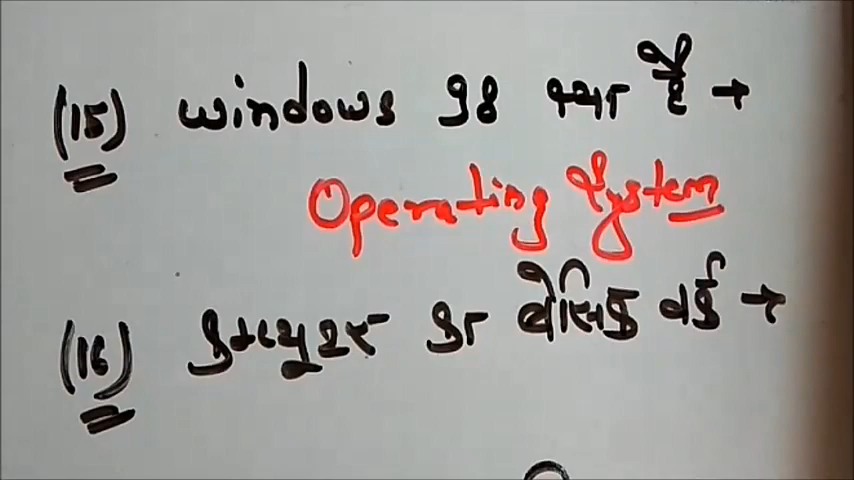 (15) windows 98 क्या है →
Operating System
(16) कम्प्यूटर का बेसिक वर्क →